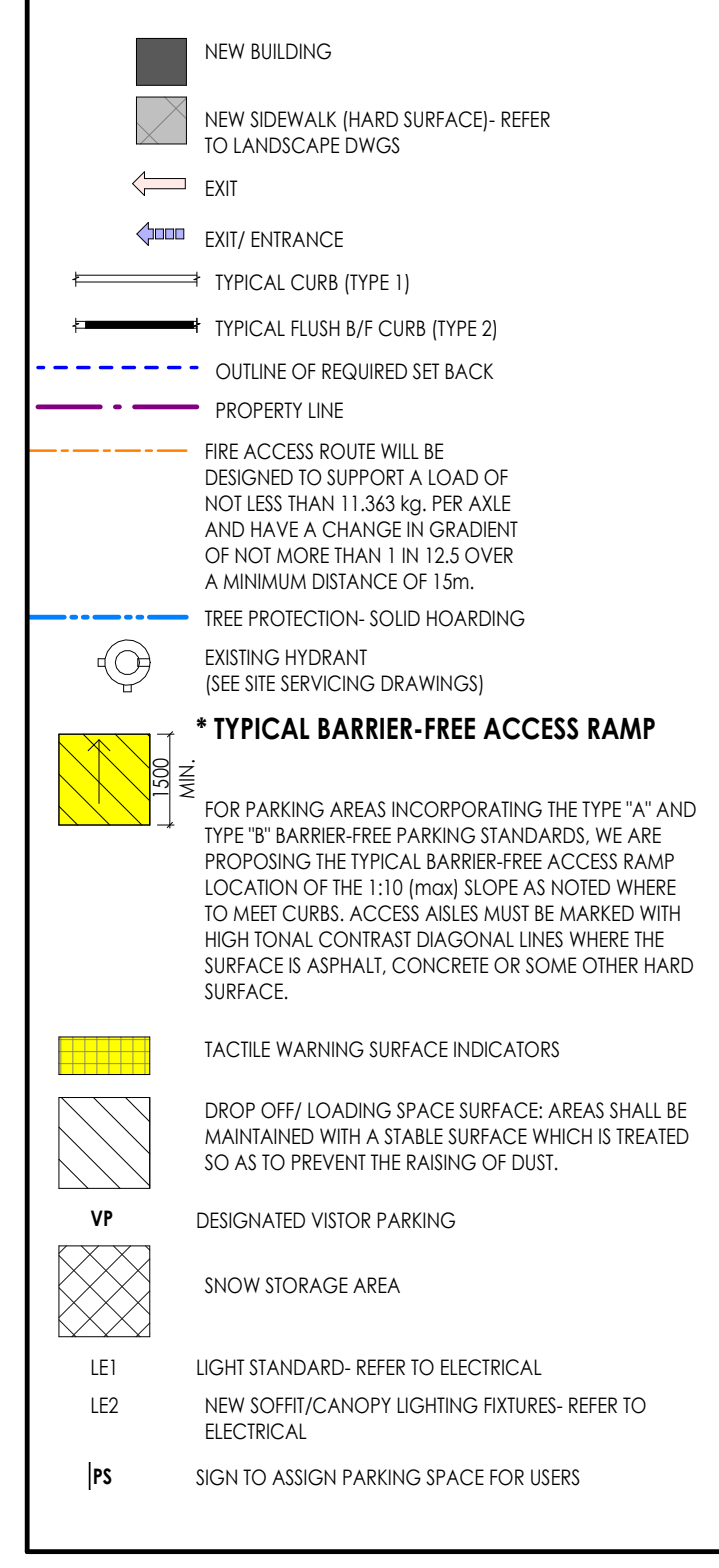 NEW BUILDING
NEW SIDEWALK (HARD SURFACE)- REFER
TO LANDSCAPE DWGS
EXIT
EXIT/ ENTRANCE
TYPICAL CURB (TYPE 1)
TYPICAL FLUSH B/F CURB (TYPE 2)
OUTLINE OF REQUIRED SET BACK
PROPERTY LINE
FIRE ACCESS ROUTE WILL BE
DESIGNED TO SUPPORT A LOAD OF
NOT LESS THAN 11.363 kg. PER AXLE
AND HAVE A CHANGE IN GRADIENT
OF NOT MORE THAN 1 IN 12.5 OVER
A MINIMUM DISTANCE OF 15m.
TREE PROTECTION- SOLID HOARDING
EXISTING HYDRANT
(SEE SITE SERVICING DRAWINGS)
* TYPICAL BARRIER-FREE ACCESS RAMP
1500
MIN.
FOR PARKING AREAS INCORPORATING THE TYPE "A" AND
TYPE "B" BARRIER-FREE PARKING STANDARDS, WE ARE
PROPOSING THE TYPICAL BARRIER-FREE ACCESS RAMP
LOCATION OF THE 1:10 (max) SLOPE AS NOTED WHERE
TO MEET CURBS. ACCESS AISLES MUST BE MARKED WITH
HIGH TONAL CONTRAST DIAGONAL LINES WHERE THE
SURFACE IS ASPHALT, CONCRETE OR SOME OTHER HARD
SURFACE.
TACTILE WARNING SURFACE INDICATORS
DROP OFF/ LOADING SPACE SURFACE: AREAS SHALL BE
MAINTAINED WITH A STABLE SURFACE WHICH IS TREATED
SO AS TO PREVENT THE RAISING OF DUST.
VP DESIGNATED VISTOR PARKING
SNOW STORAGE AREA
LE1 LIGHT STANDARD- REFER TO ELECTRICAL
LE2 NEW SOFFIT/CANOPY LIGHTING FIXTURES- REFER TO
ELECTRICAL
PS SIGN TO ASSIGN PARKING SPACE FOR USERS